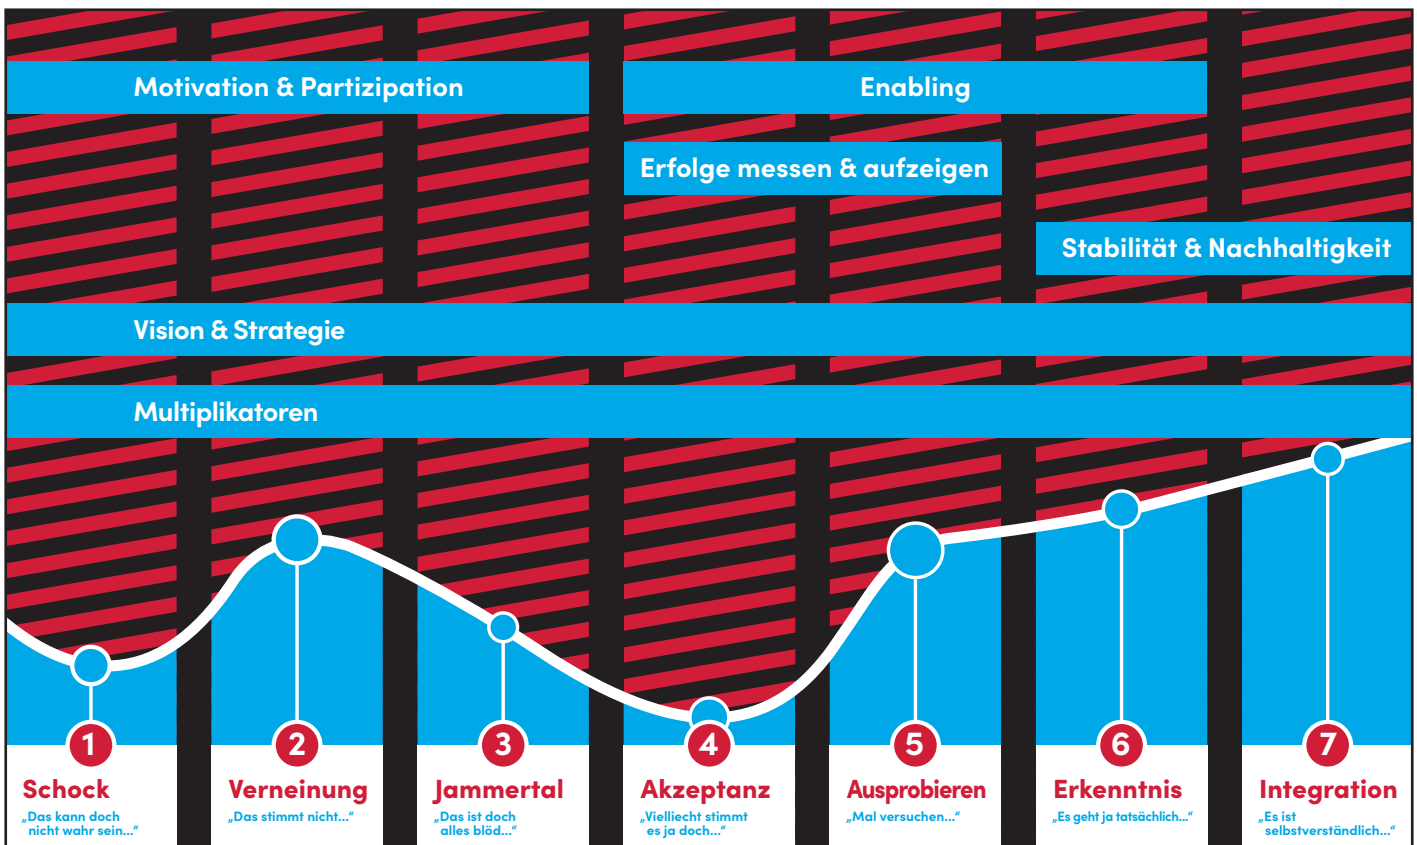 Motivation & Partizipation
Enabling
Erfolge messen & aufzeigen
Stabilität & Nachhaltigkeit
Vision & Strategie
Multiplikatoren
1
Schock
„Das kann doch
nicht wahr sein...“
2
Verneinung
„Das stimmt nicht...“
3
Jammertal
„Das ist doch
alles blöd...“
4
Akzeptanz
„Vielliecht stimmt
es ja doch...“
5
Ausprobieren
„Mal versuchen...“
6
Erkenntnis
„Es geht ja tatsächlich...“
7
Integration
„Es ist
selbstverständlich...“